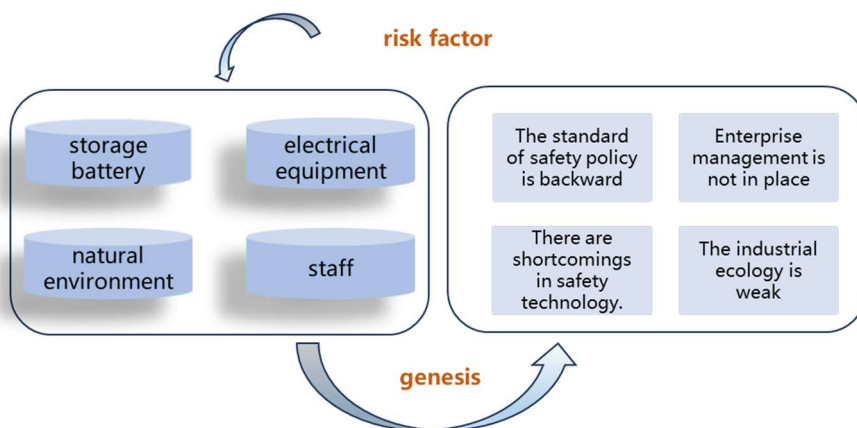 risk factor
storage
battery
electrical
equipment
natural
environment
staff
The standard
of safety policy
is backward
Enterprise
management is
not in place
There are
shortcomings
in safety
technology.
The industrial
ecology is
weak
genesis